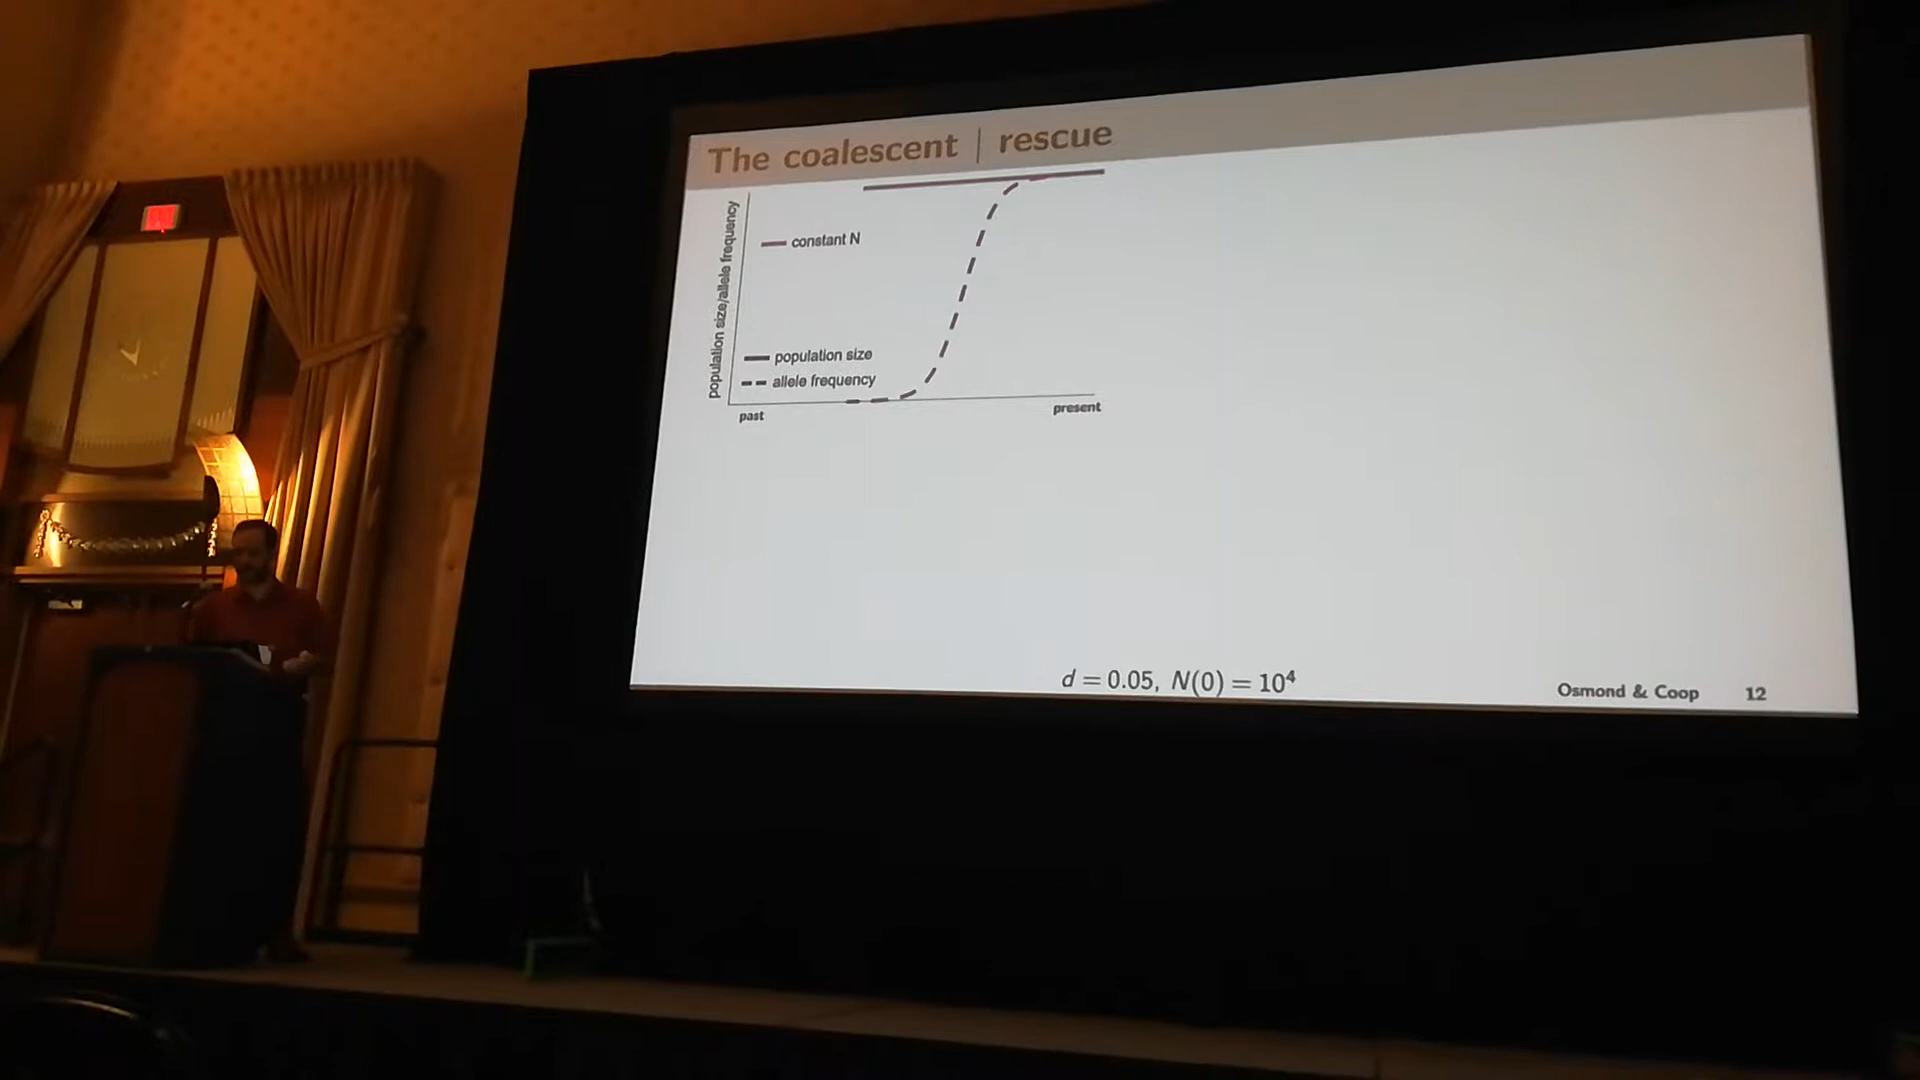 The coalescent | rescue
population size/allele frequency
constant N
population size
allele frequency
past
present
d = 0.05, N(0) = 10⁴
Osmond & Coop 12